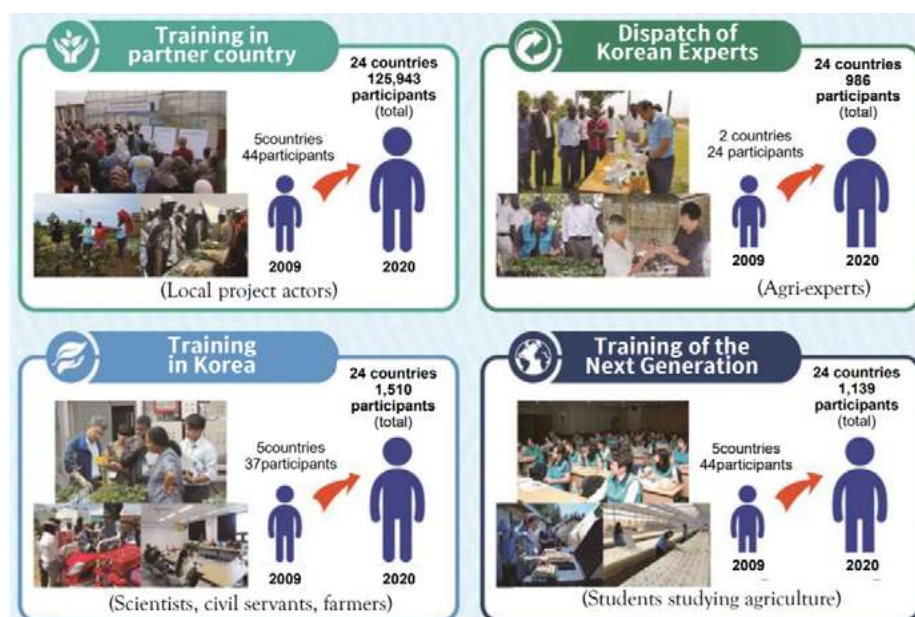 Training in
partner country
24 countries
125,943
participants
(total)
5countries
44participants
2009
2020
(Local project actors)
Dispatch of
Korean Experts
24 countries
986
participants
(total)
2 countries
24 participants
2009
2020
(Agri-experts)
Training
in Korea
24 countries
1,510
participants
(total)
5countries
37participants
2009
2020
(Scientists, civil servants, farmers)
Training of the
Next Generation
24 countries
1,139
participants
(total)
5countries
44participants
2009
2020
(Students studying agriculture)